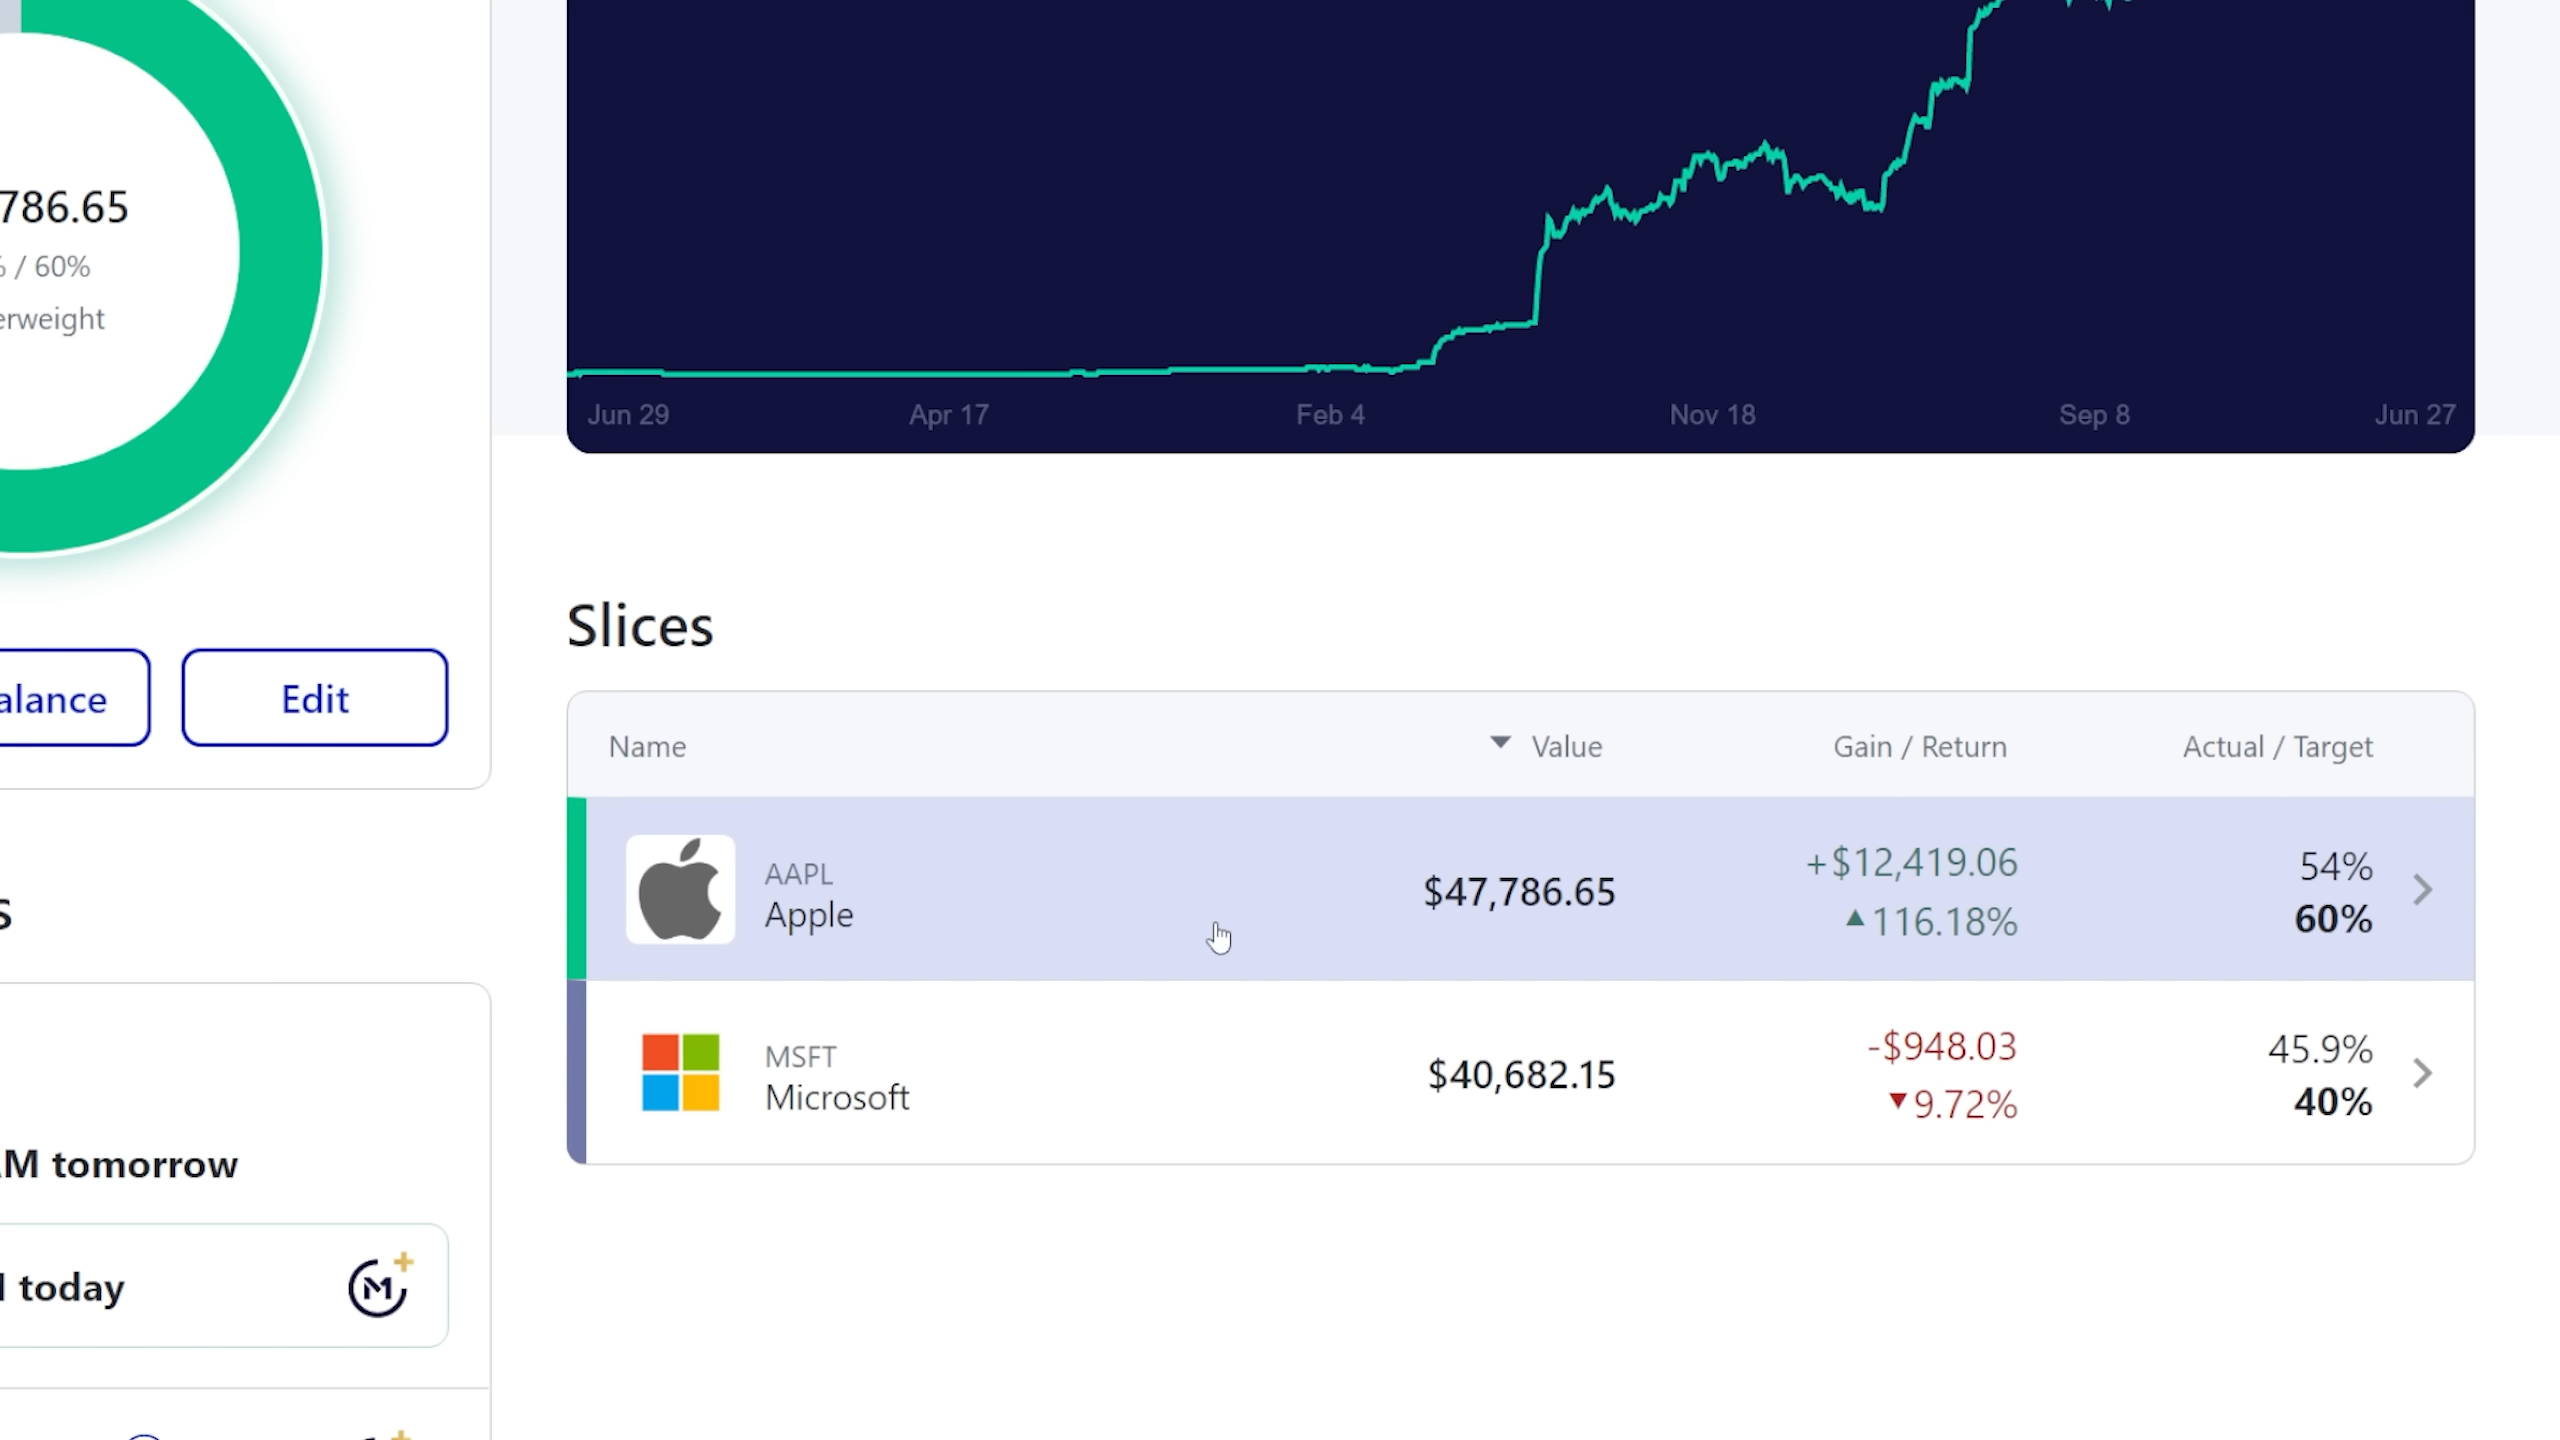 786.65
/ 60%
erweight
alance
Edit
s
M tomorrow
today
Jun 29
Apr 17
Feb 4
Nov 18
Sep 8
Jun 27
Slices
Name
Value
Gain / Return
Actual / Target
AAPL
Apple
$47,786.65
+$12,419.06
▲116.18%
54%
60%
MSFT
Microsoft
$40,682.15
-$948.03
▼9.72%
45.9%
40%